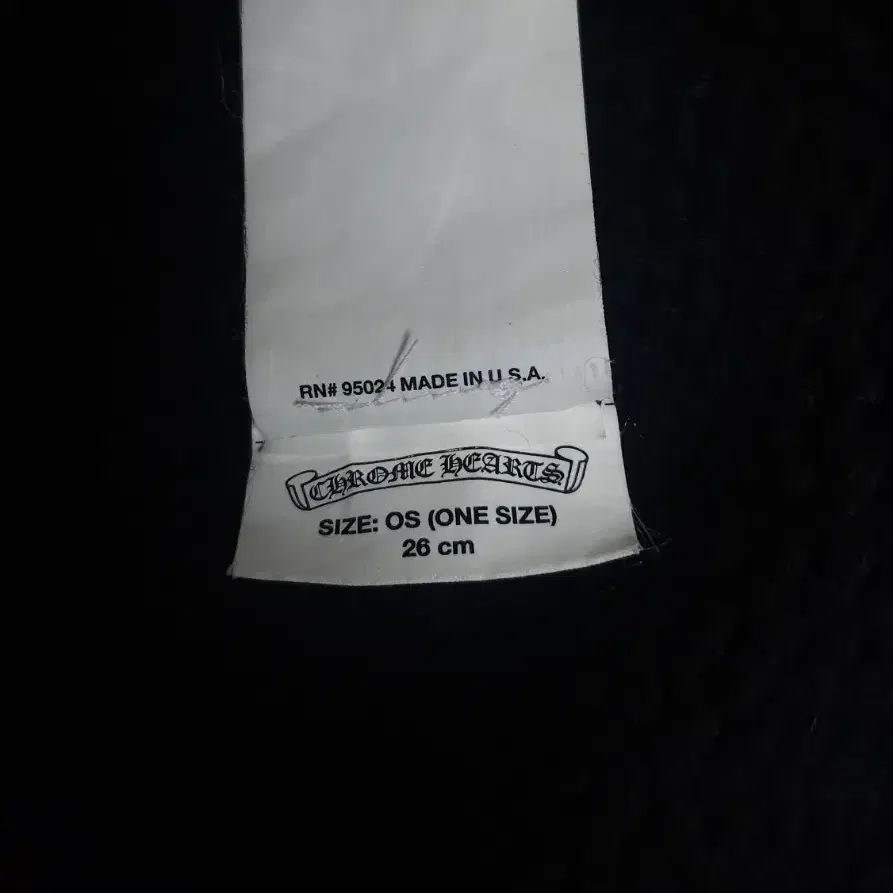 RN# 95024 MADE IN U.S.A.
CHROME HEARTS
SIZE: OS (ONE SIZE)
26 cm